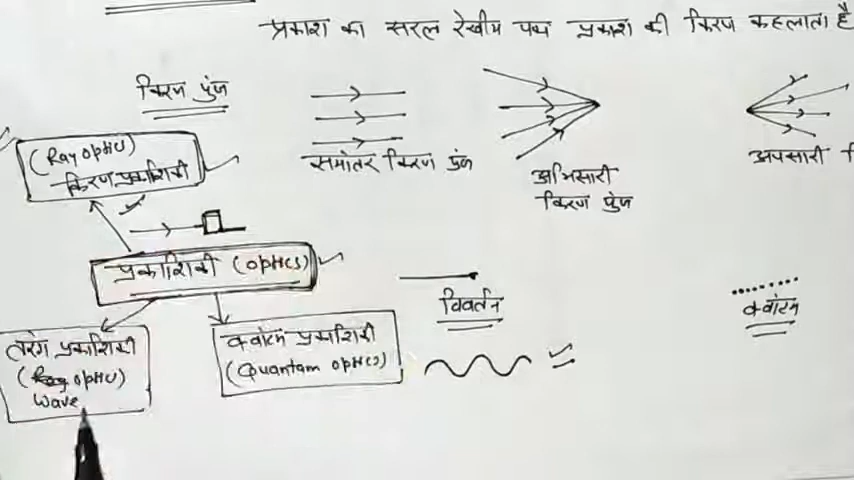 प्रकाश का सरल रेखीय पथ प्रकाश की किरण कहलाता है
किरण पुंज
(Ray optics)
किरण प्रकाशिकी
समांतर किरण पुंज
अभिसारी
किरण पुंज
अपसारी
प्रकाशिकी (optics)
विवर्तन
क्वांटम
तरंग प्रकाशिकी
optics)
wave
क्वांटम प्रकाशिकी
(Quantam optics)